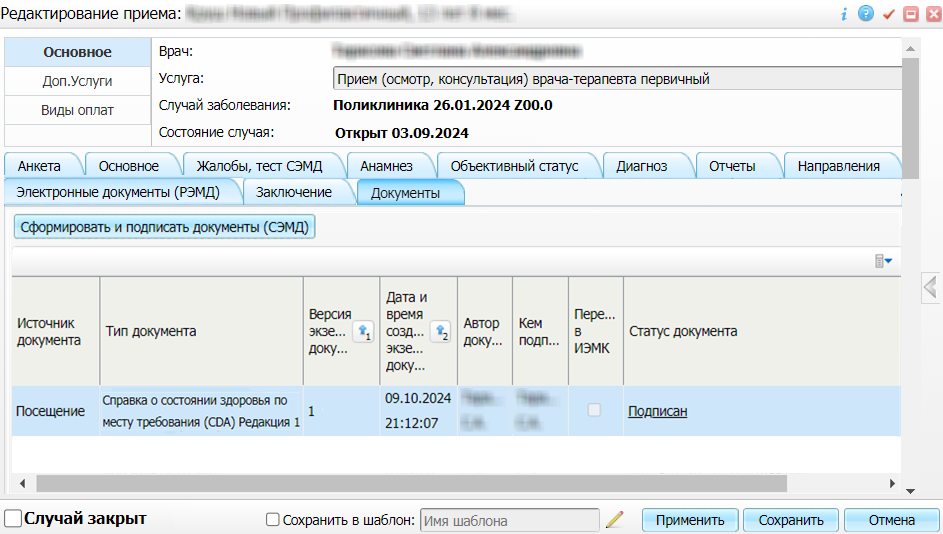 Редактирование приема:
Основное
Доп.Услуги
Виды оплат
Врач:
Услуга: Прием (осмотр, консультация) врача-терапевта первичный
Случай заболевания: Поликлиника 26.01.2024 Z00.0
Состояние случая: Открыт 03.09.2024
Анкета Основное Жалобы, тест СЭМД Анамнез Объективный статус Диагноз Отчеты Направления
Электронные документы (РЭМД) Заключение Документы
Сформировать и подписать документы (СЭМД)
Источник документа
Тип документа
Версия экзе... доку... 1
Дата и время созд... экзе... доку... 2
Автор доку...
Кем подп...
Пере... в ИЭМК
Статус документа
Посещение
Справка о состоянии здоровья по
месту требования (CDA) Редакция 1
1
09.10.2024
21:12:07
Подписан
Случай закрыт Сохранить в шаблон: Имя шаблона Применить Сохранить Отмена